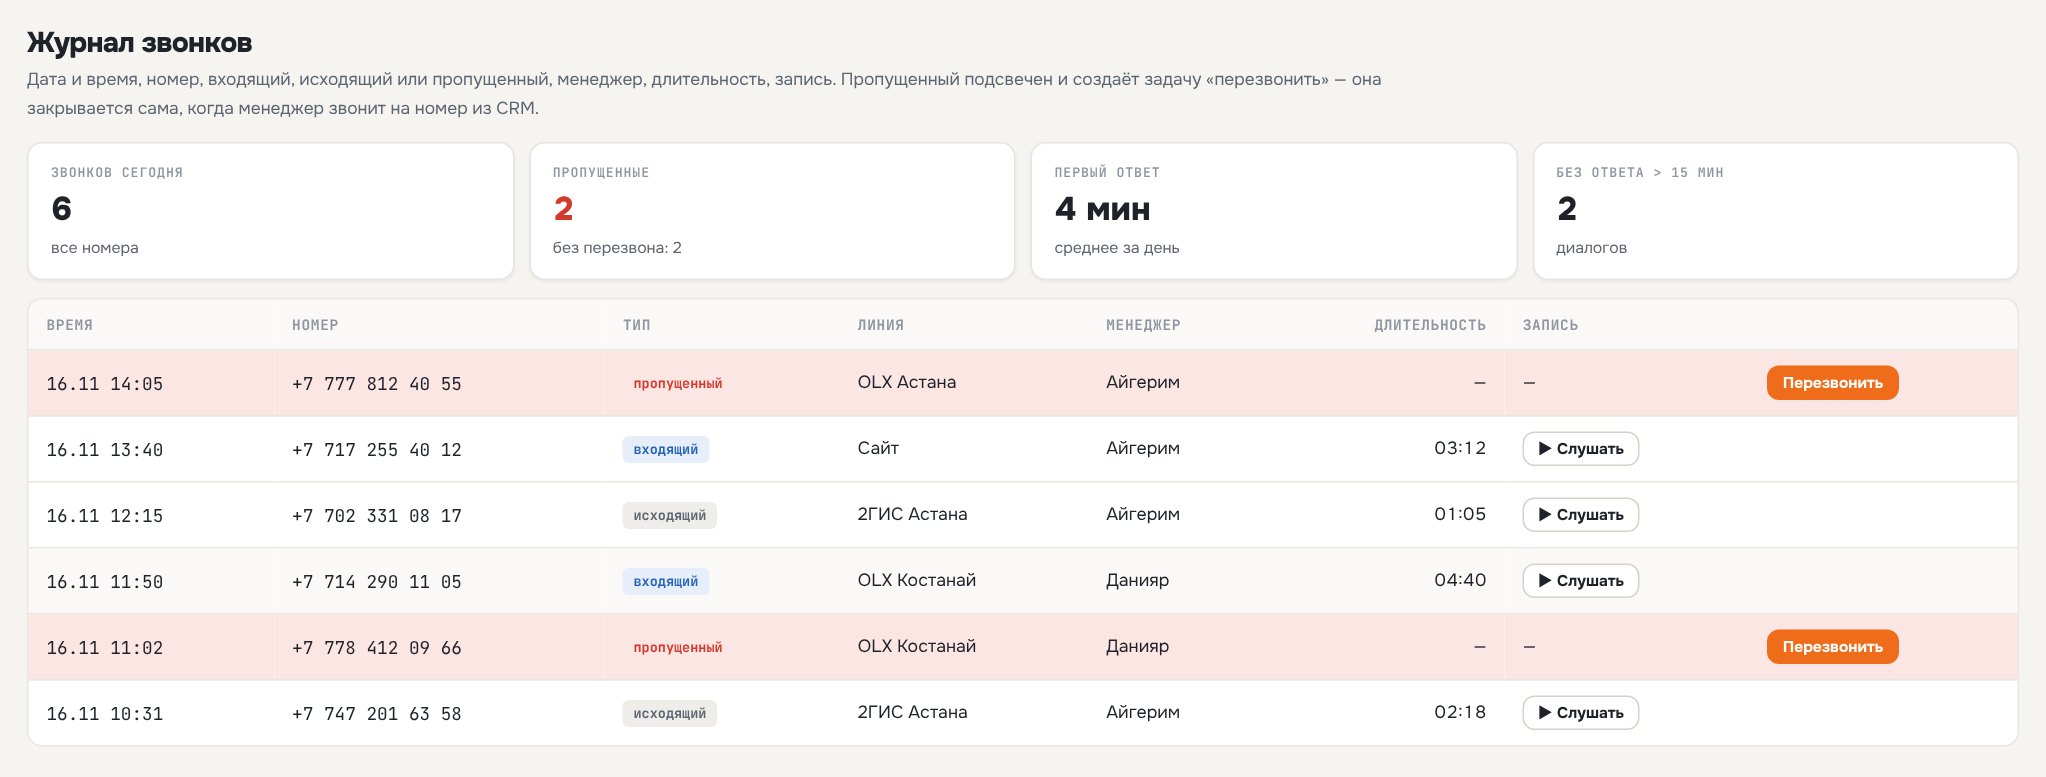 Журнал звонков
Дата и время, номер, входящий, исходящий или пропущенный, менеджер, длительность, запись. Пропущенный подсвечен и создаёт задачу «перезвонить» — она
закрывается сама, когда менеджер звонит на номер из CRM.
ЗВОНКОВ СЕГОДНЯ
6
все номера
ПРОПУЩЕННЫЕ
2
без перезвона: 2
ПЕРВЫЙ ОТВЕТ
4 мин
среднее за день
БЕЗ ОТВЕТА > 15 МИН
2
диалогов
ВРЕМЯ НОМЕР ТИП ЛИНИЯ МЕНЕДЖЕР ДЛИТЕЛЬНОСТЬ ЗАПИСЬ
16.11 14:05 +7 777 812 40 55 пропущенный OLX Астана Айгерим — — Перезвонить
16.11 13:40 +7 717 255 40 12 входящий Сайт Айгерим 03:12 ▶ Слушать
16.11 12:15 +7 702 331 08 17 исходящий 2ГИС Астана Айгерим 01:05 ▶ Слушать
16.11 11:50 +7 714 290 11 05 входящий OLX Костанай Данияр 04:40 ▶ Слушать
16.11 11:02 +7 778 412 09 66 пропущенный OLX Костанай Данияр — — Перезвонить
16.11 10:31 +7 747 201 63 58 исходящий 2ГИС Астана Айгерим 02:18 ▶ Слушать